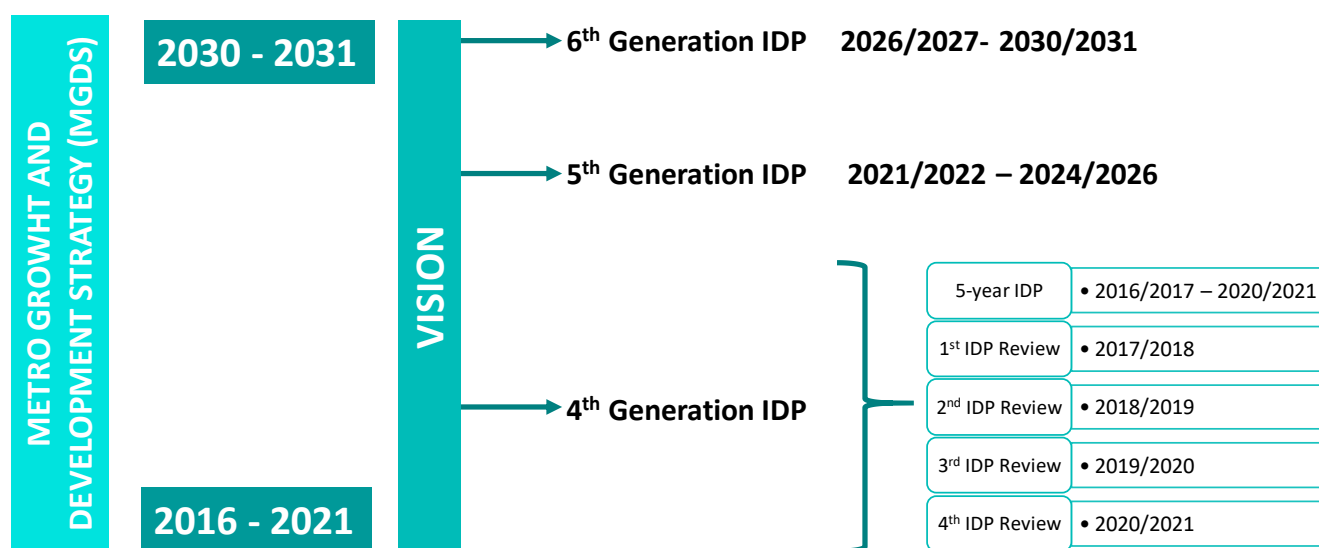 METRO GROWHT AND
DEVELOPMENT STRATEGY (MGDS)
2030 - 2031
2016 - 2021
VISION
6th Generation IDP 2026/2027- 2030/2031
5th Generation IDP 2021/2022 – 2024/2026
4th Generation IDP
5-year IDP • 2016/2017 – 2020/2021
1st IDP Review • 2017/2018
2nd IDP Review • 2018/2019
3rd IDP Review • 2019/2020
4th IDP Review • 2020/2021